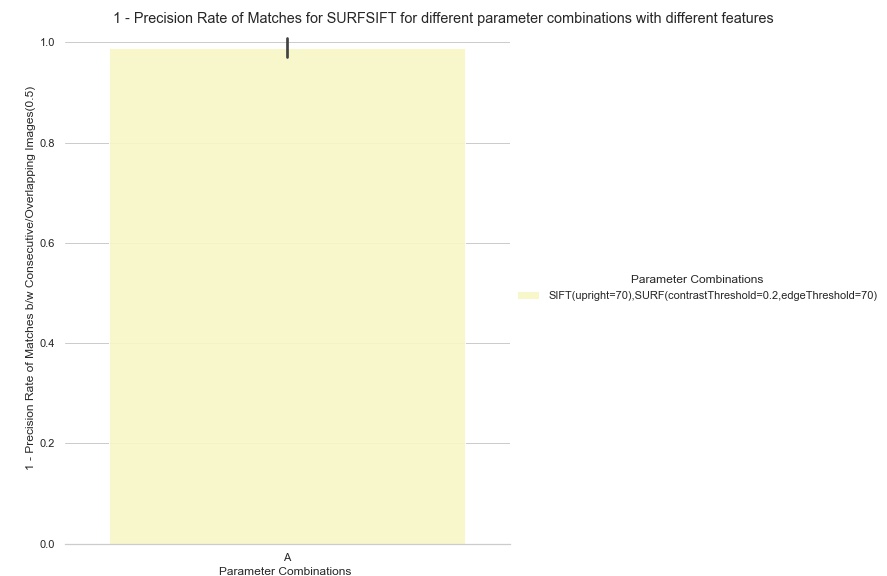 1 - Precision Rate of Matches for SURFSIFT for different parameter combinations with different features
1 - Precision Rate of Matches b/w Consecutive/Overlapping Images(0.5)
1.0
0.8
0.6
0.4
0.2
0.0
A
Parameter Combinations
Parameter Combinations
SIFT(upright=70),SURF(contrastThreshold=0.2,edgeThreshold=70)